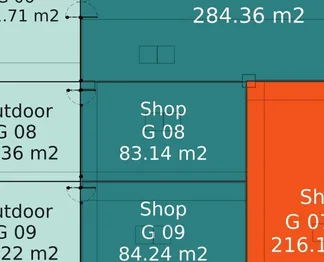 .71 m2
284.36 m2
utdoor
G 08
36 m2
Shop
G 08
83.14 m2
utdoor
G 09
22 m2
Shop
G 09
84.24 m2
Sh
G 07
216.1